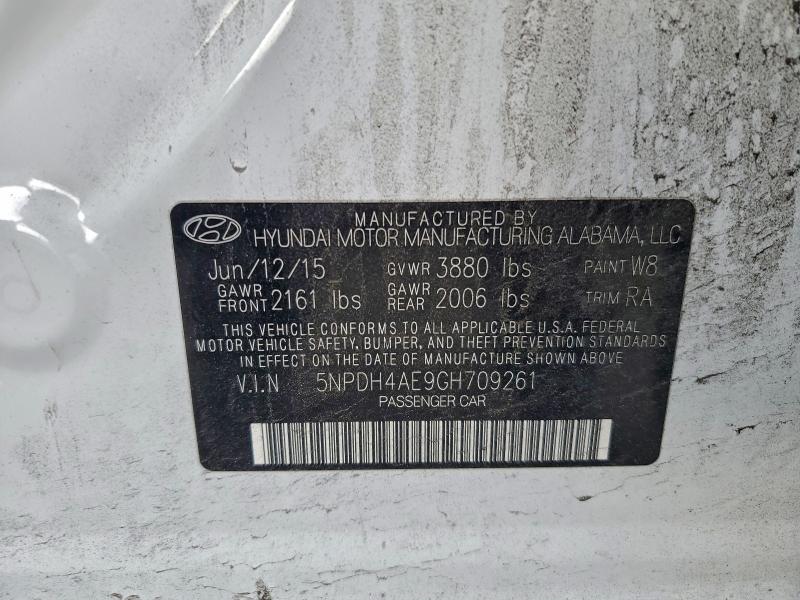 MANUFACTURED BY
HYUNDAI MOTOR MANUFACTURING ALABAMA, LLC
Jun/12/15 GVWR 3880 lbs PAINT W8
GAWR FRONT 2161 lbs GAWR REAR 2006 lbs TRIM RA
THIS VEHICLE CONFORMS TO ALL APPLICABLE U.S.A. FEDERAL
MOTOR VEHICLE SAFETY, BUMPER, AND THEFT PREVENTION STANDARDS
IN EFFECT ON THE DATE OF MANUFACTURE SHOWN ABOVE
V.I.N 5NPDH4AE9GH709261
PASSENGER CAR